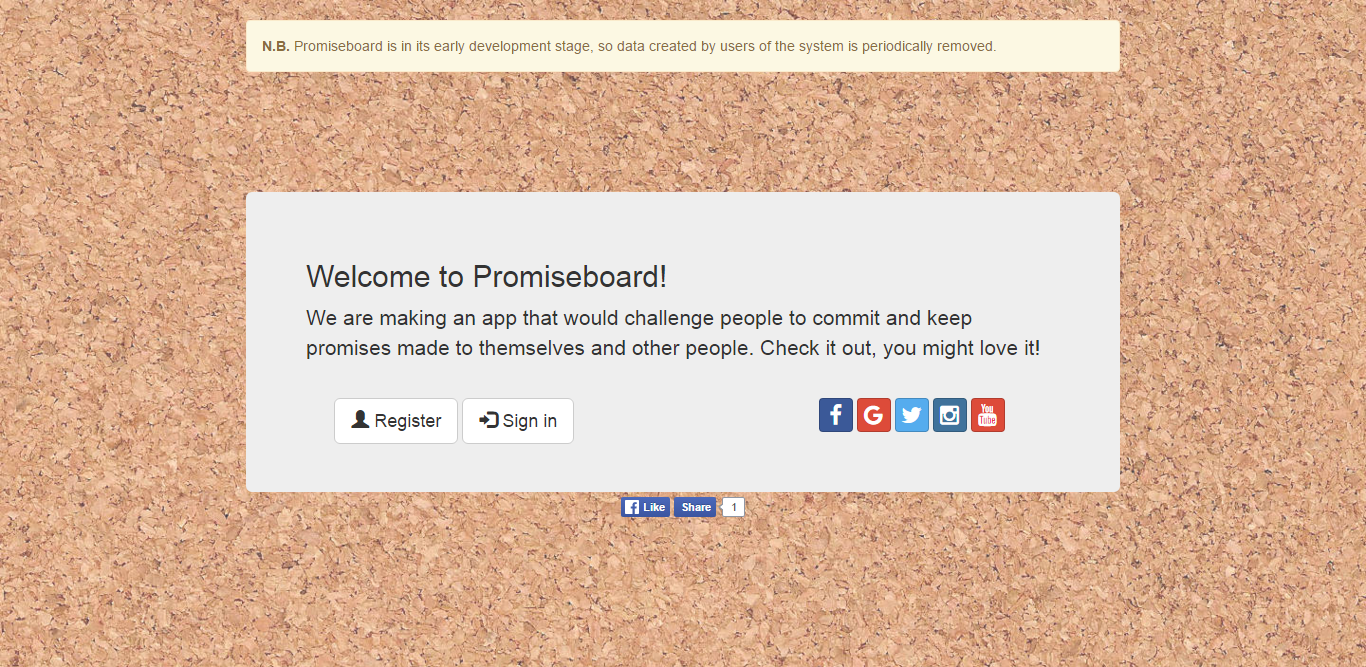 N.B. Promiseboard is in its early development stage, so data created by users of the system is periodically removed.
Welcome to Promiseboard!
We are making an app that would challenge people to commit and keep
promises made to themselves and other people. Check it out, you might love it!
Register Sign in You Tube
Like Share 1